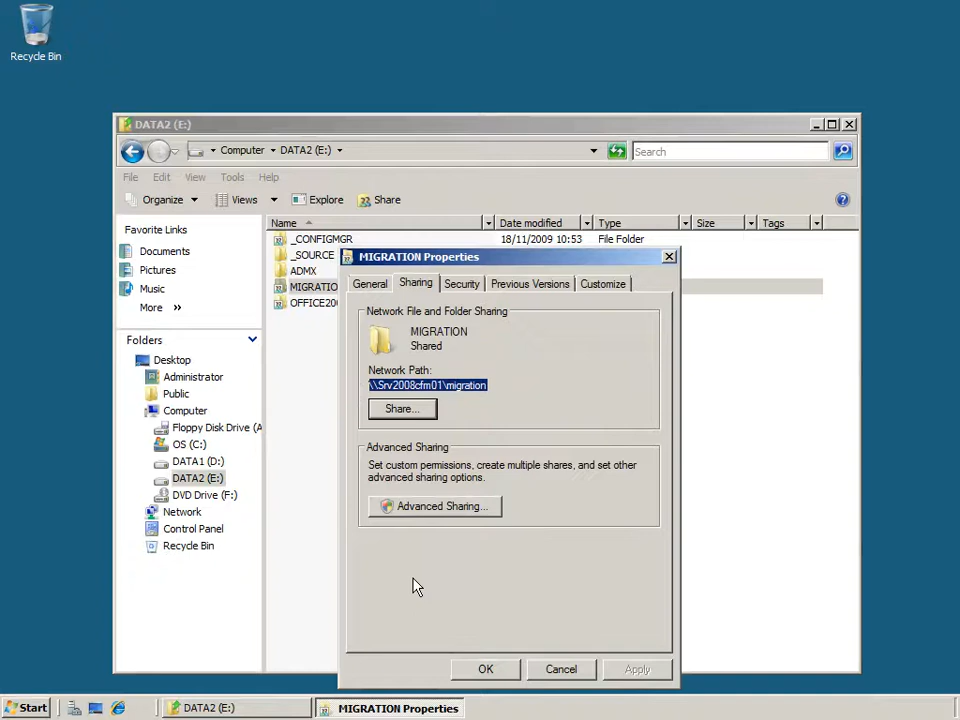 Recycle Bin
DATA2 (E:)
Computer
DATA2 (E:)
Search
File
Edit
View
Tools
Help
Organize
Views
Explore
Share
Favorite Links
Documents
Pictures
Music
More »
Folders
Desktop
Administrator
Public
Computer
Floppy Disk Drive (A
OS (C:)
DATA1 (D:)
DATA2 (E:)
DVD Drive (F:)
Network
Control Panel
Recycle Bin
Name
Date modified
Type
Size
Tags
_CONFIGMGR
18/11/2009 10:53
File Folder
_SOURCE
ADMX
MIGRATIO
OFFICE200
MIGRATION Properties
General
Sharing
Security
Previous Versions
Customize
Network File and Folder Sharing
MIGRATION
Shared
Network Path:
\\Srv2008cfm01\migration
Share...
Advanced Sharing
Set custom permissions, create multiple shares, and set other
advanced sharing options.
Advanced Sharing...
OK
Cancel
Apply
Start
DATA2 (E:)
MIGRATION Properties